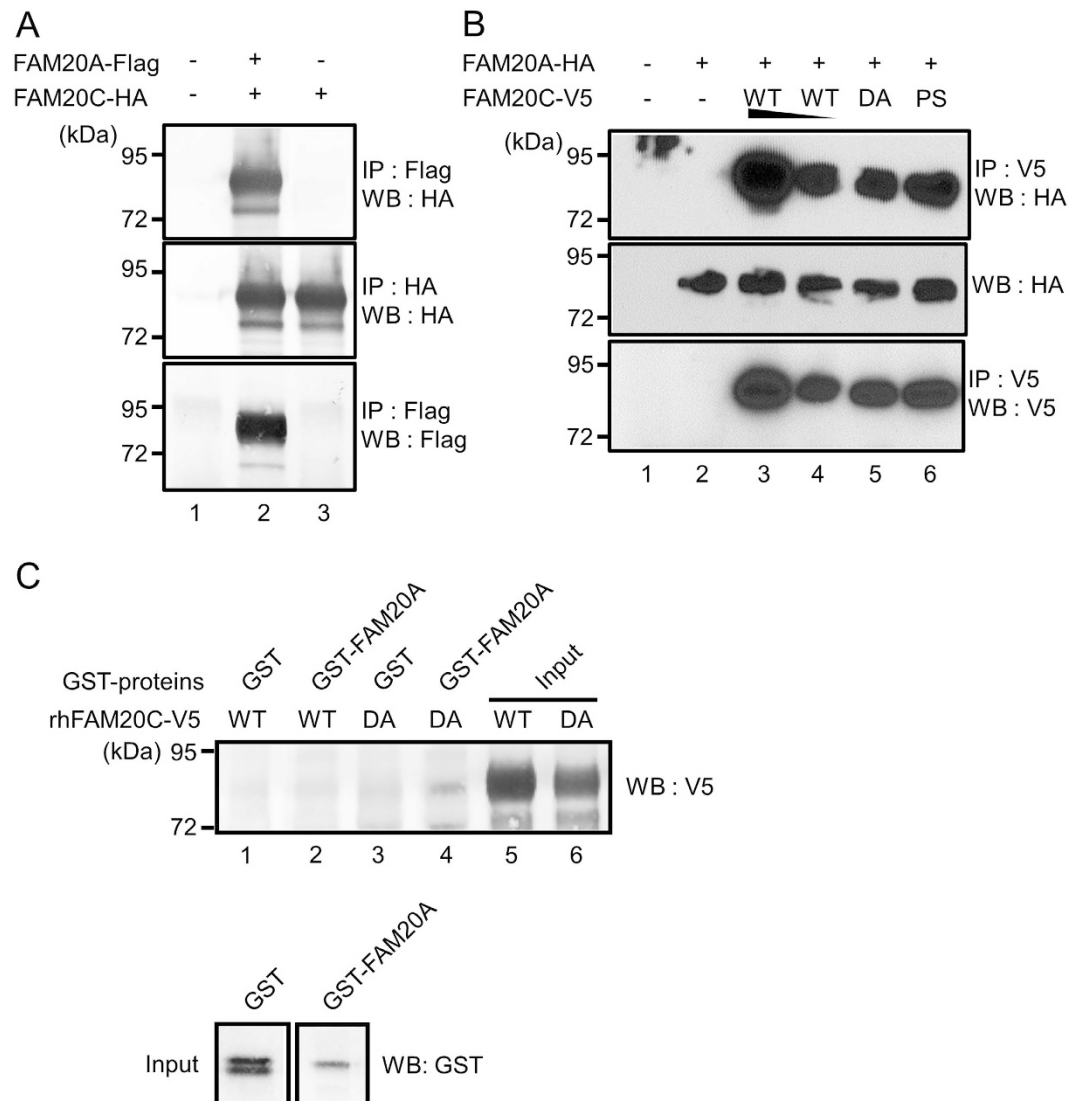 A
FAM20A-Flag - + -
FAM20C-HA - + +
(kDa)
95
72
IP : Flag
WB : HA
95
72
IP : HA
WB : HA
95
72
IP : Flag
WB : Flag
1 2 3
B
FAM20A-HA - + + + + +
FAM20C-V5 - - WT WT DA PS
(kDa)
95
72
IP : V5
WB : HA
95
72
WB : HA
95
72
IP : V5
WB : V5
1 2 3 4 5 6
C
GST-proteins GST GST-FAM20A GST GST-FAM20A Input
rhFAM20C-V5 WT WT DA DA WT DA
(kDa) 95
72
WB : V5
1 2 3 4 5 6
GST GST-FAM20A
Input WB: GST